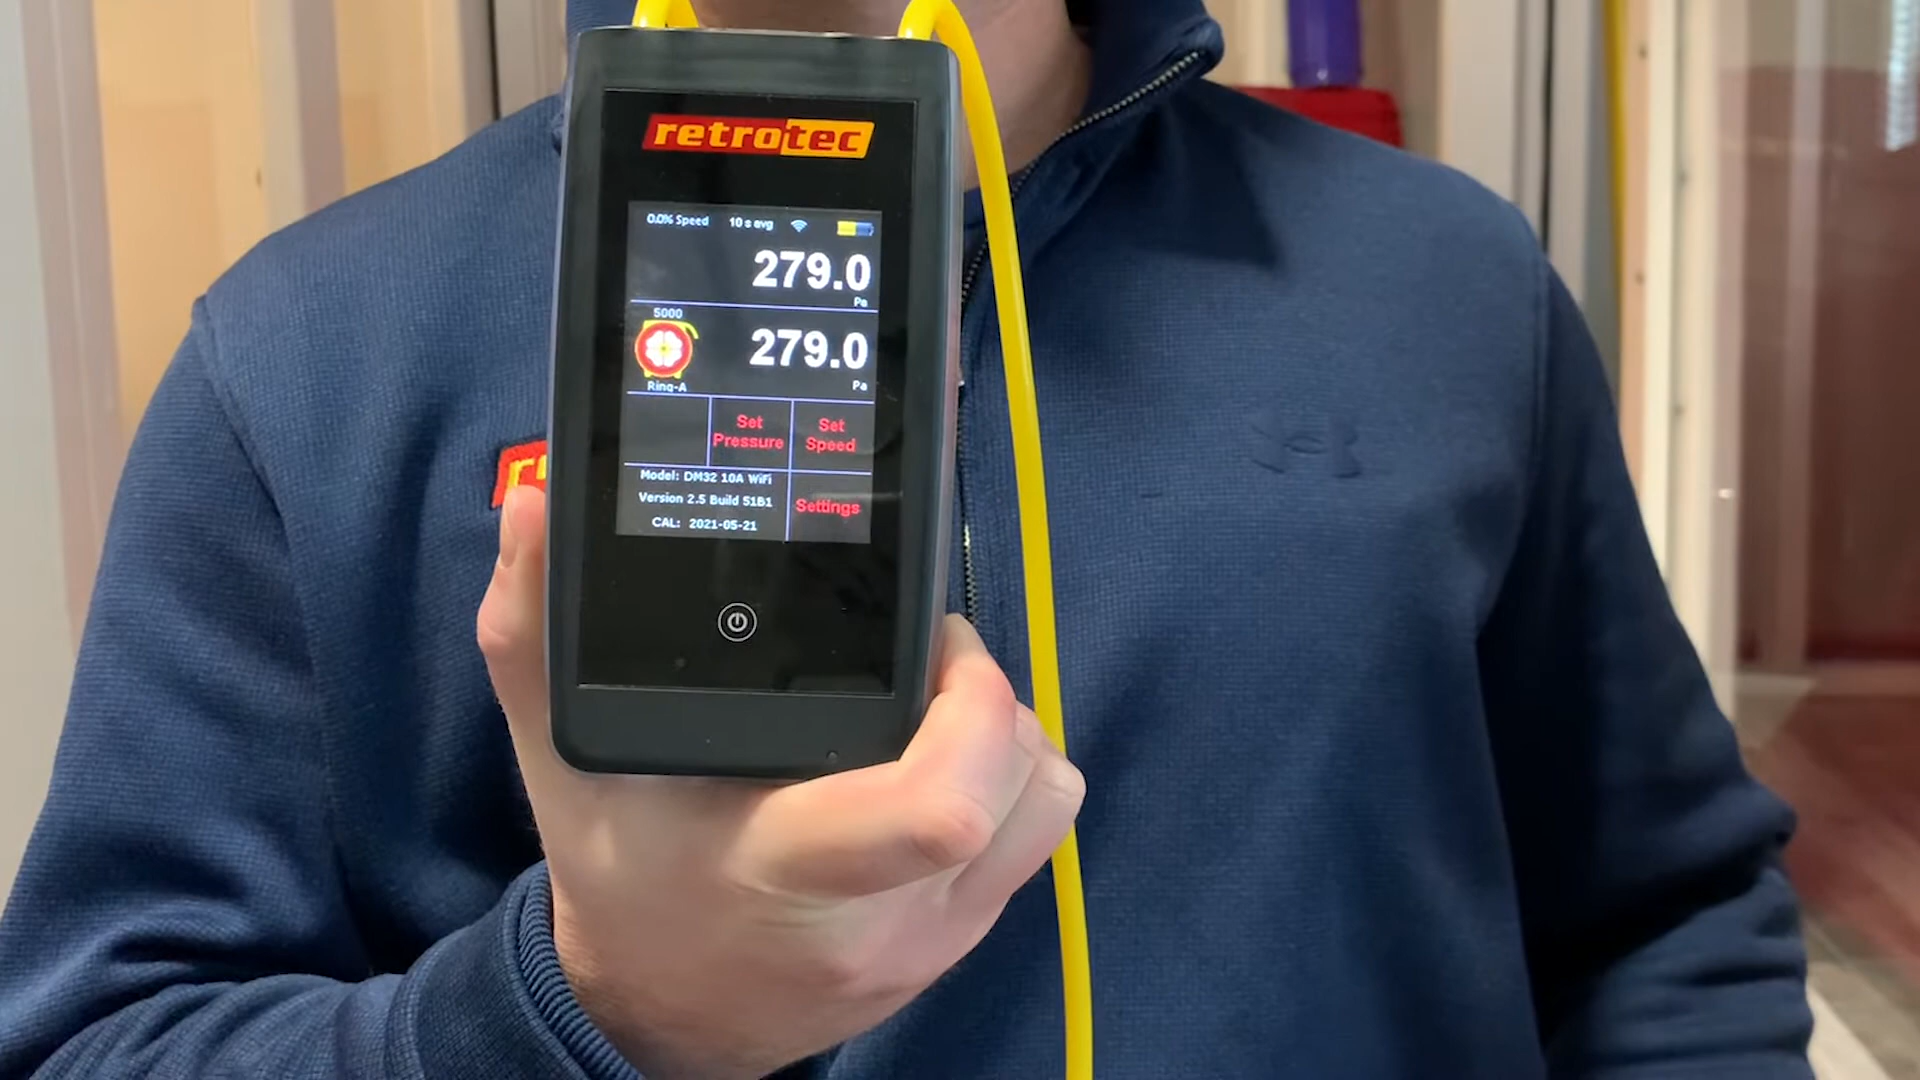 retrotec
0.0% Speed 10 s avg
279.0
Pa
5000
279.0
Pa
Ring-A
Set Pressure
Set Speed
Model: DM32 10A WiFi
Version 2.5 Build 51B1
CAL: 2021-05-21
Settings